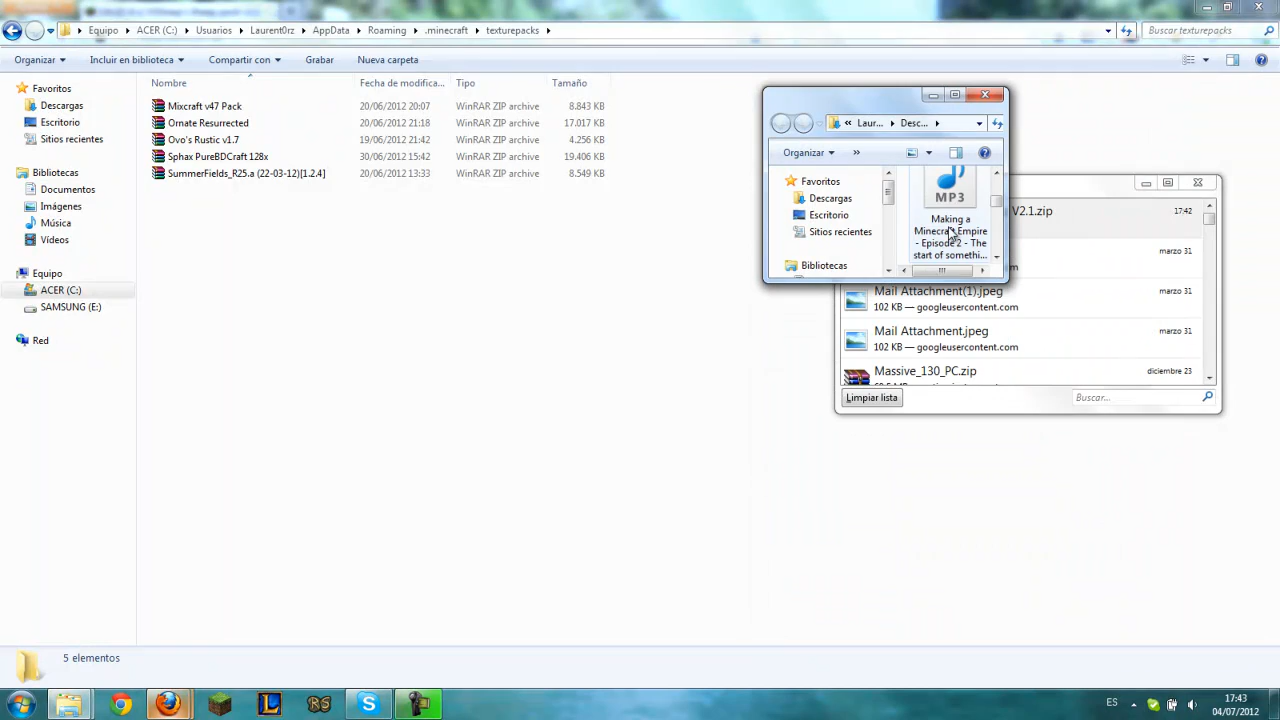 Equipo ACER (C:) Usuarios Laurent0rz AppData Roaming .minecraft texturepacks
Buscar texturepacks
Organizar Incluir en biblioteca Compartir con Grabar Nueva carpeta
Favoritos
Descargas
Escritorio
Sitios recientes
Bibliotecas
Documentos
Imágenes
Música
Vídeos
Equipo
ACER (C:)
SAMSUNG (E:)
Red
Nombre Fecha de modifica... Tipo Tamaño
Mixcraft v47 Pack 20/06/2012 20:07 WinRAR ZIP archive 8.843 KB
Ornate Resurrected 20/06/2012 21:18 WinRAR ZIP archive 17.017 KB
Ovo's Rustic v1.7 19/06/2012 21:42 WinRAR ZIP archive 4.256 KB
Sphax PureBDCraft 128x 30/06/2012 15:42 WinRAR ZIP archive 19.406 KB
SummerFields_R25.a (22-03-12)[1.2.4] 20/06/2012 13:33 WinRAR ZIP archive 8.549 KB
« Laur... Desc...
Organizar »
Favoritos
Descargas
Escritorio
Sitios recientes
Bibliotecas
MP3
Making a
Minecraft Empire
- Episode 2 - The
start of somethi...
V2.1.zip 17:42
marzo 31
Mail Attachment(1).jpeg marzo 31
102 KB — googleusercontent.com
Mail Attachment.jpeg marzo 31
102 KB — googleusercontent.com
Massive_130_PC.zip diciembre 23
Limpiar lista
Buscar...
5 elementos
ES
17:43
04/07/2012